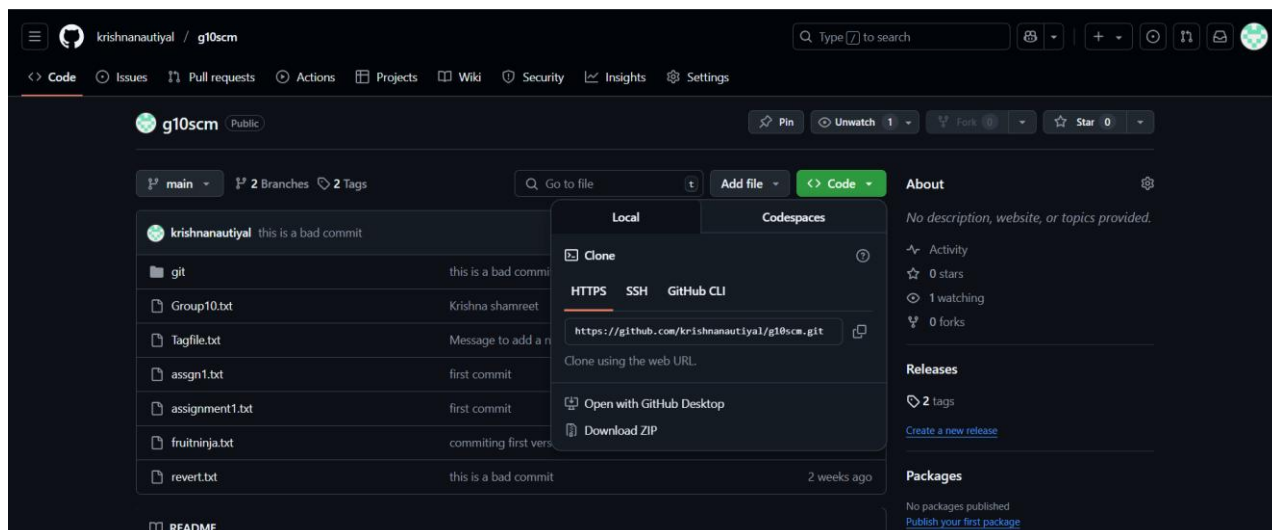 krishnanautiyal / g10scm
Type / to search
Code Issues Pull requests Actions Projects Wiki Security Insights Settings
g10scm Public
Pin Unwatch 1 Fork 0 Star 0
main 2 Branches 2 Tags
Go to file t Add file Code
Local Codespaces
Clone
HTTPS SSH GitHub CLI
https://github.com/krishnanautiyal/g10scm.git
Clone using the web URL.
Open with GitHub Desktop
Download ZIP
krishnanautiyal this is a bad commit
git this is a bad commi
Group10.txt Krishna shamreet
Tagfile.txt Message to add a n
assgn1.txt first commit
assignment1.txt first commit
fruitninja.txt commiting first vers
revert.txt this is a bad commit 2 weeks ago
README
About
No description, website, or topics provided.
Activity
0 stars
1 watching
0 forks
Releases
2 tags
Create a new release
Packages
No packages published
Publish your first package